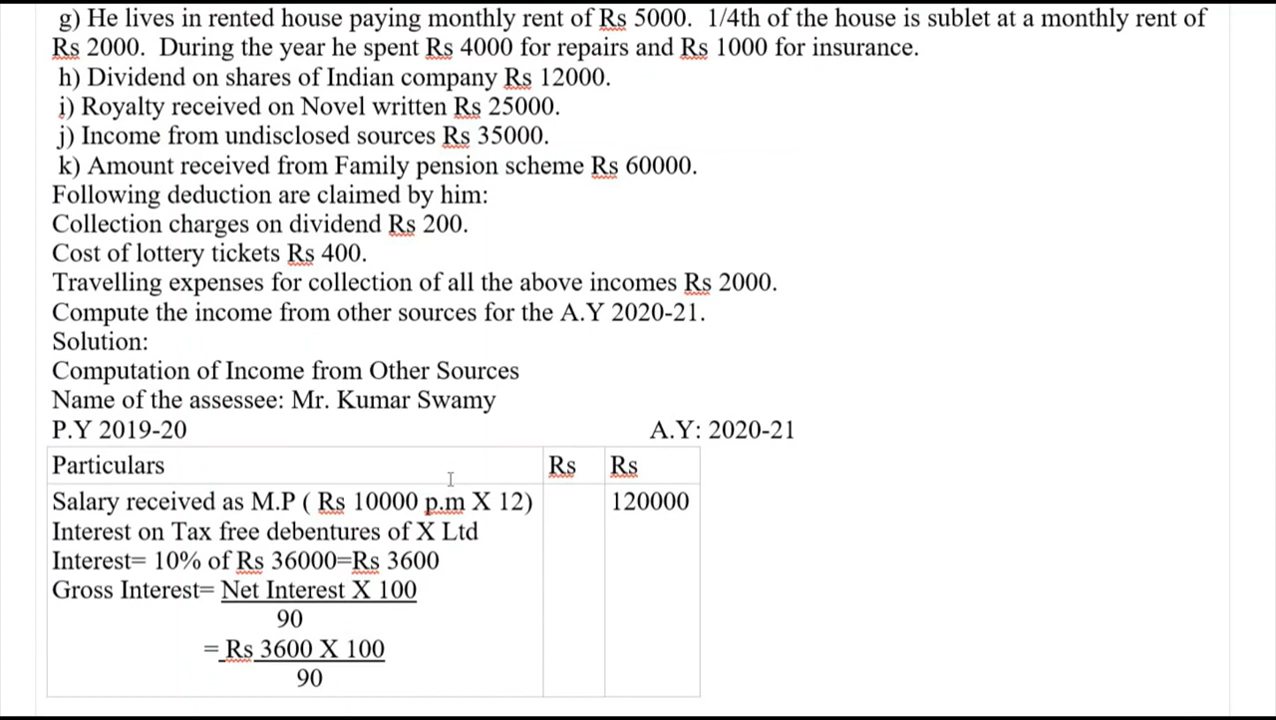 g) He lives in rented house paying monthly rent of Rs 5000. 1/4th of the house is sublet at a monthly rent of
Rs 2000. During the year he spent Rs 4000 for repairs and Rs 1000 for insurance.
h) Dividend on shares of Indian company Rs 12000.
i) Royalty received on Novel written Rs 25000.
j) Income from undisclosed sources Rs 35000.
k) Amount received from Family pension scheme Rs 60000.
Following deduction are claimed by him:
Collection charges on dividend Rs 200.
Cost of lottery tickets Rs 400.
Travelling expenses for collection of all the above incomes Rs 2000.
Compute the income from other sources for the A.Y 2020-21.
Solution:
Computation of Income from Other Sources
Name of the assessee: Mr. Kumar Swamy
P.Y 2019-20 A.Y: 2020-21
Particulars Rs Rs
Salary received as M.P ( Rs 10000 p.m X 12) 120000
Interest on Tax free debentures of X Ltd
Interest= 10% of Rs 36000=Rs 3600
Gross Interest= Net Interest X 100
90
= Rs 3600 X 100
90